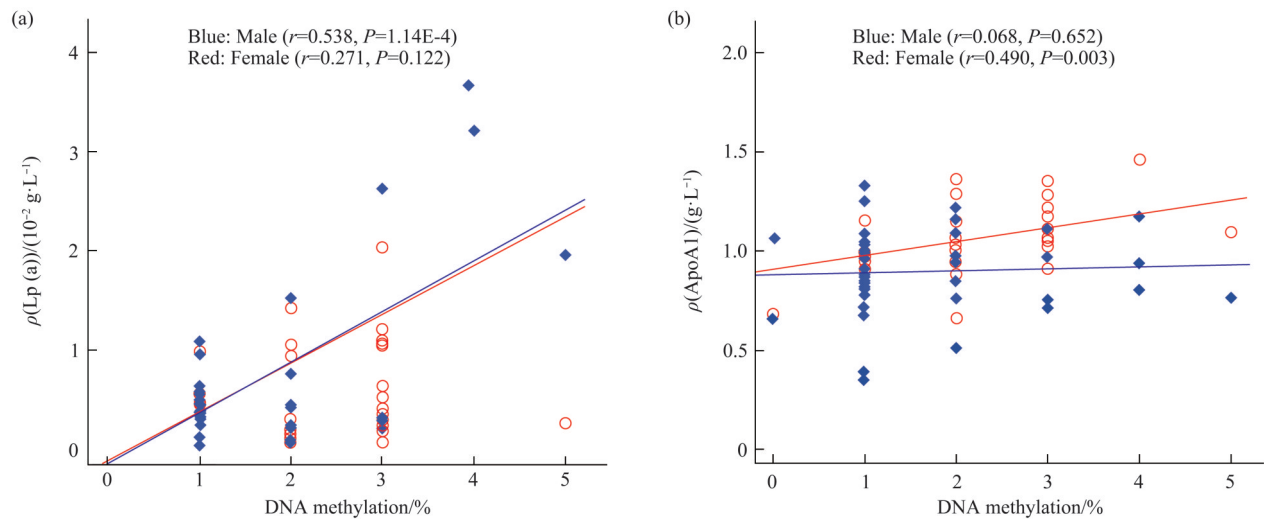 (a)
Blue: Male (r=0.538, P=1.14E-4)
Red: Female (r=0.271, P=0.122)
4
3
2
1
0
ρ(Lp (a))/(10⁻² g·L⁻¹)
0 1 2 3 4 5
DNA methylation/%
(b)
Blue: Male (r=0.068, P=0.652)
Red: Female (r=0.490, P=0.003)
2.0
1.5
1.0
0.5
0
ρ(ApoA1)/(g·L⁻¹)
0 1 2 3 4 5
DNA methylation/%